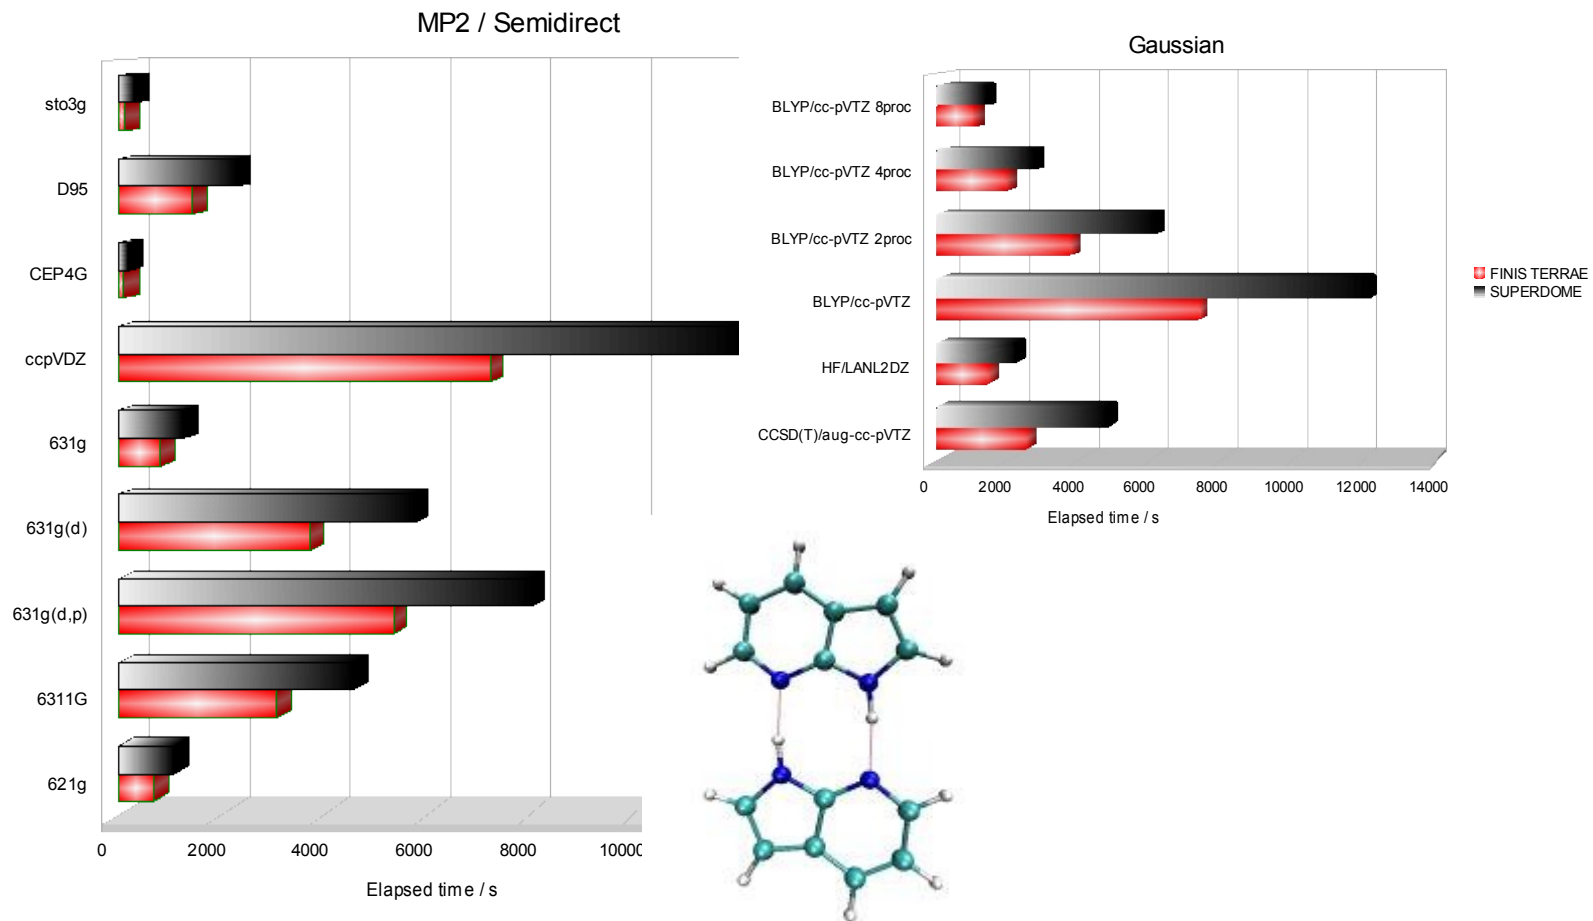 MP2 / Semidirect
sto3g
D95
CEP4G
ccpVDZ
631g
631g(d)
631g(d,p)
6311G
621g
0 2000 4000 6000 8000 10000
Elapsed time / s
Gaussian
BLYP/cc-pVTZ 8proc
BLYP/cc-pVTZ 4proc
BLYP/cc-pVTZ 2proc
BLYP/cc-pVTZ
HF/LANL2DZ
CCSD(T)/aug-cc-pVTZ
0 2000 4000 6000 8000 10000 12000 14000
Elapsed time / s
FINIS TERRAE
SUPERDOME